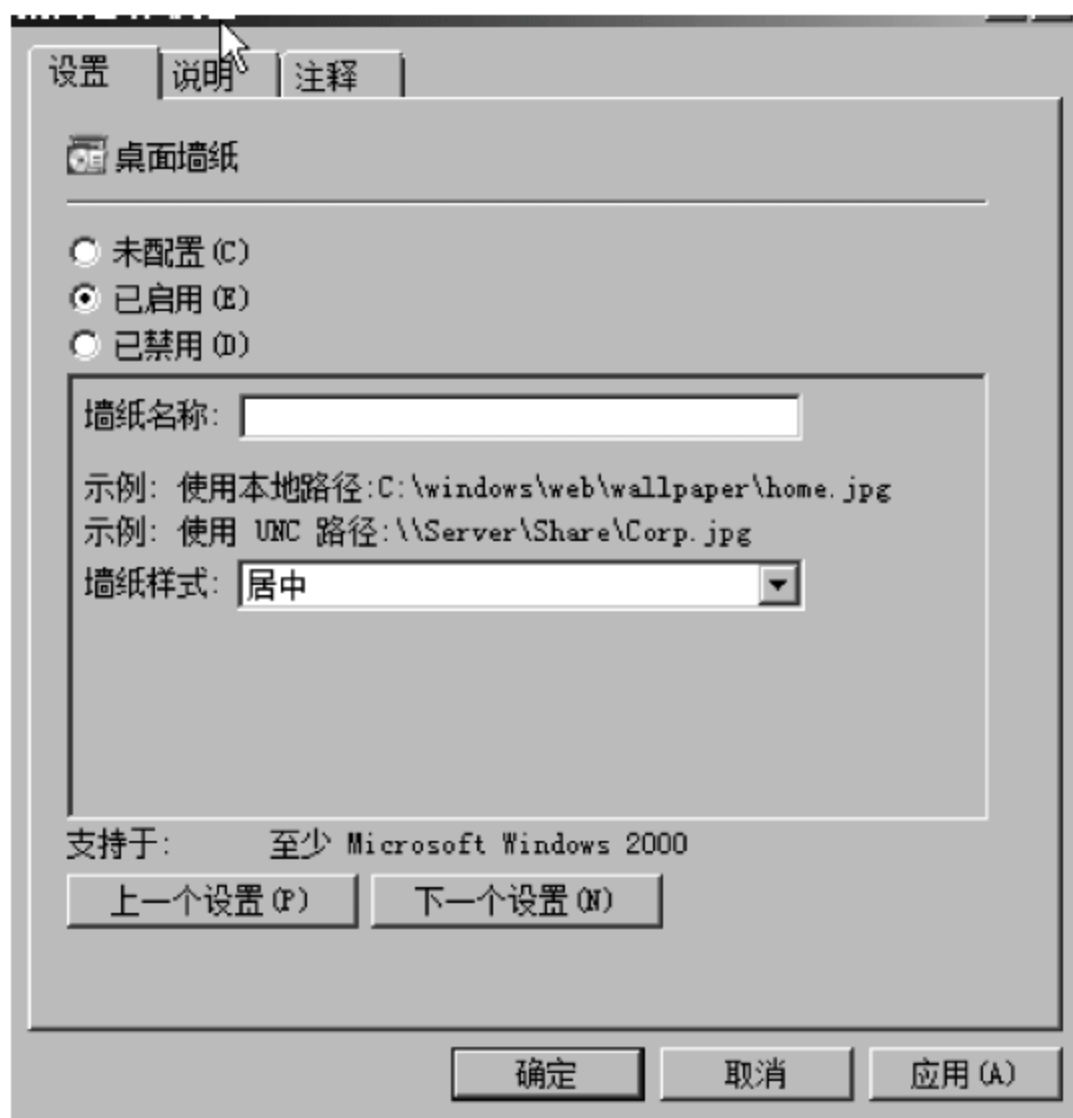 设置 说明 注释
桌面墙纸
未配置(C)
已启用(E)
已禁用(D)
墙纸名称:
示例: 使用本地路径:C:\windows\web\wallpaper\home.jpg
示例: 使用 UNC 路径:\\Server\Share\Corp.jpg
墙纸样式: 居中
支持于: 至少 Microsoft Windows 2000
上一个设置(P) 下一个设置(N)
确定 取消 应用(A)